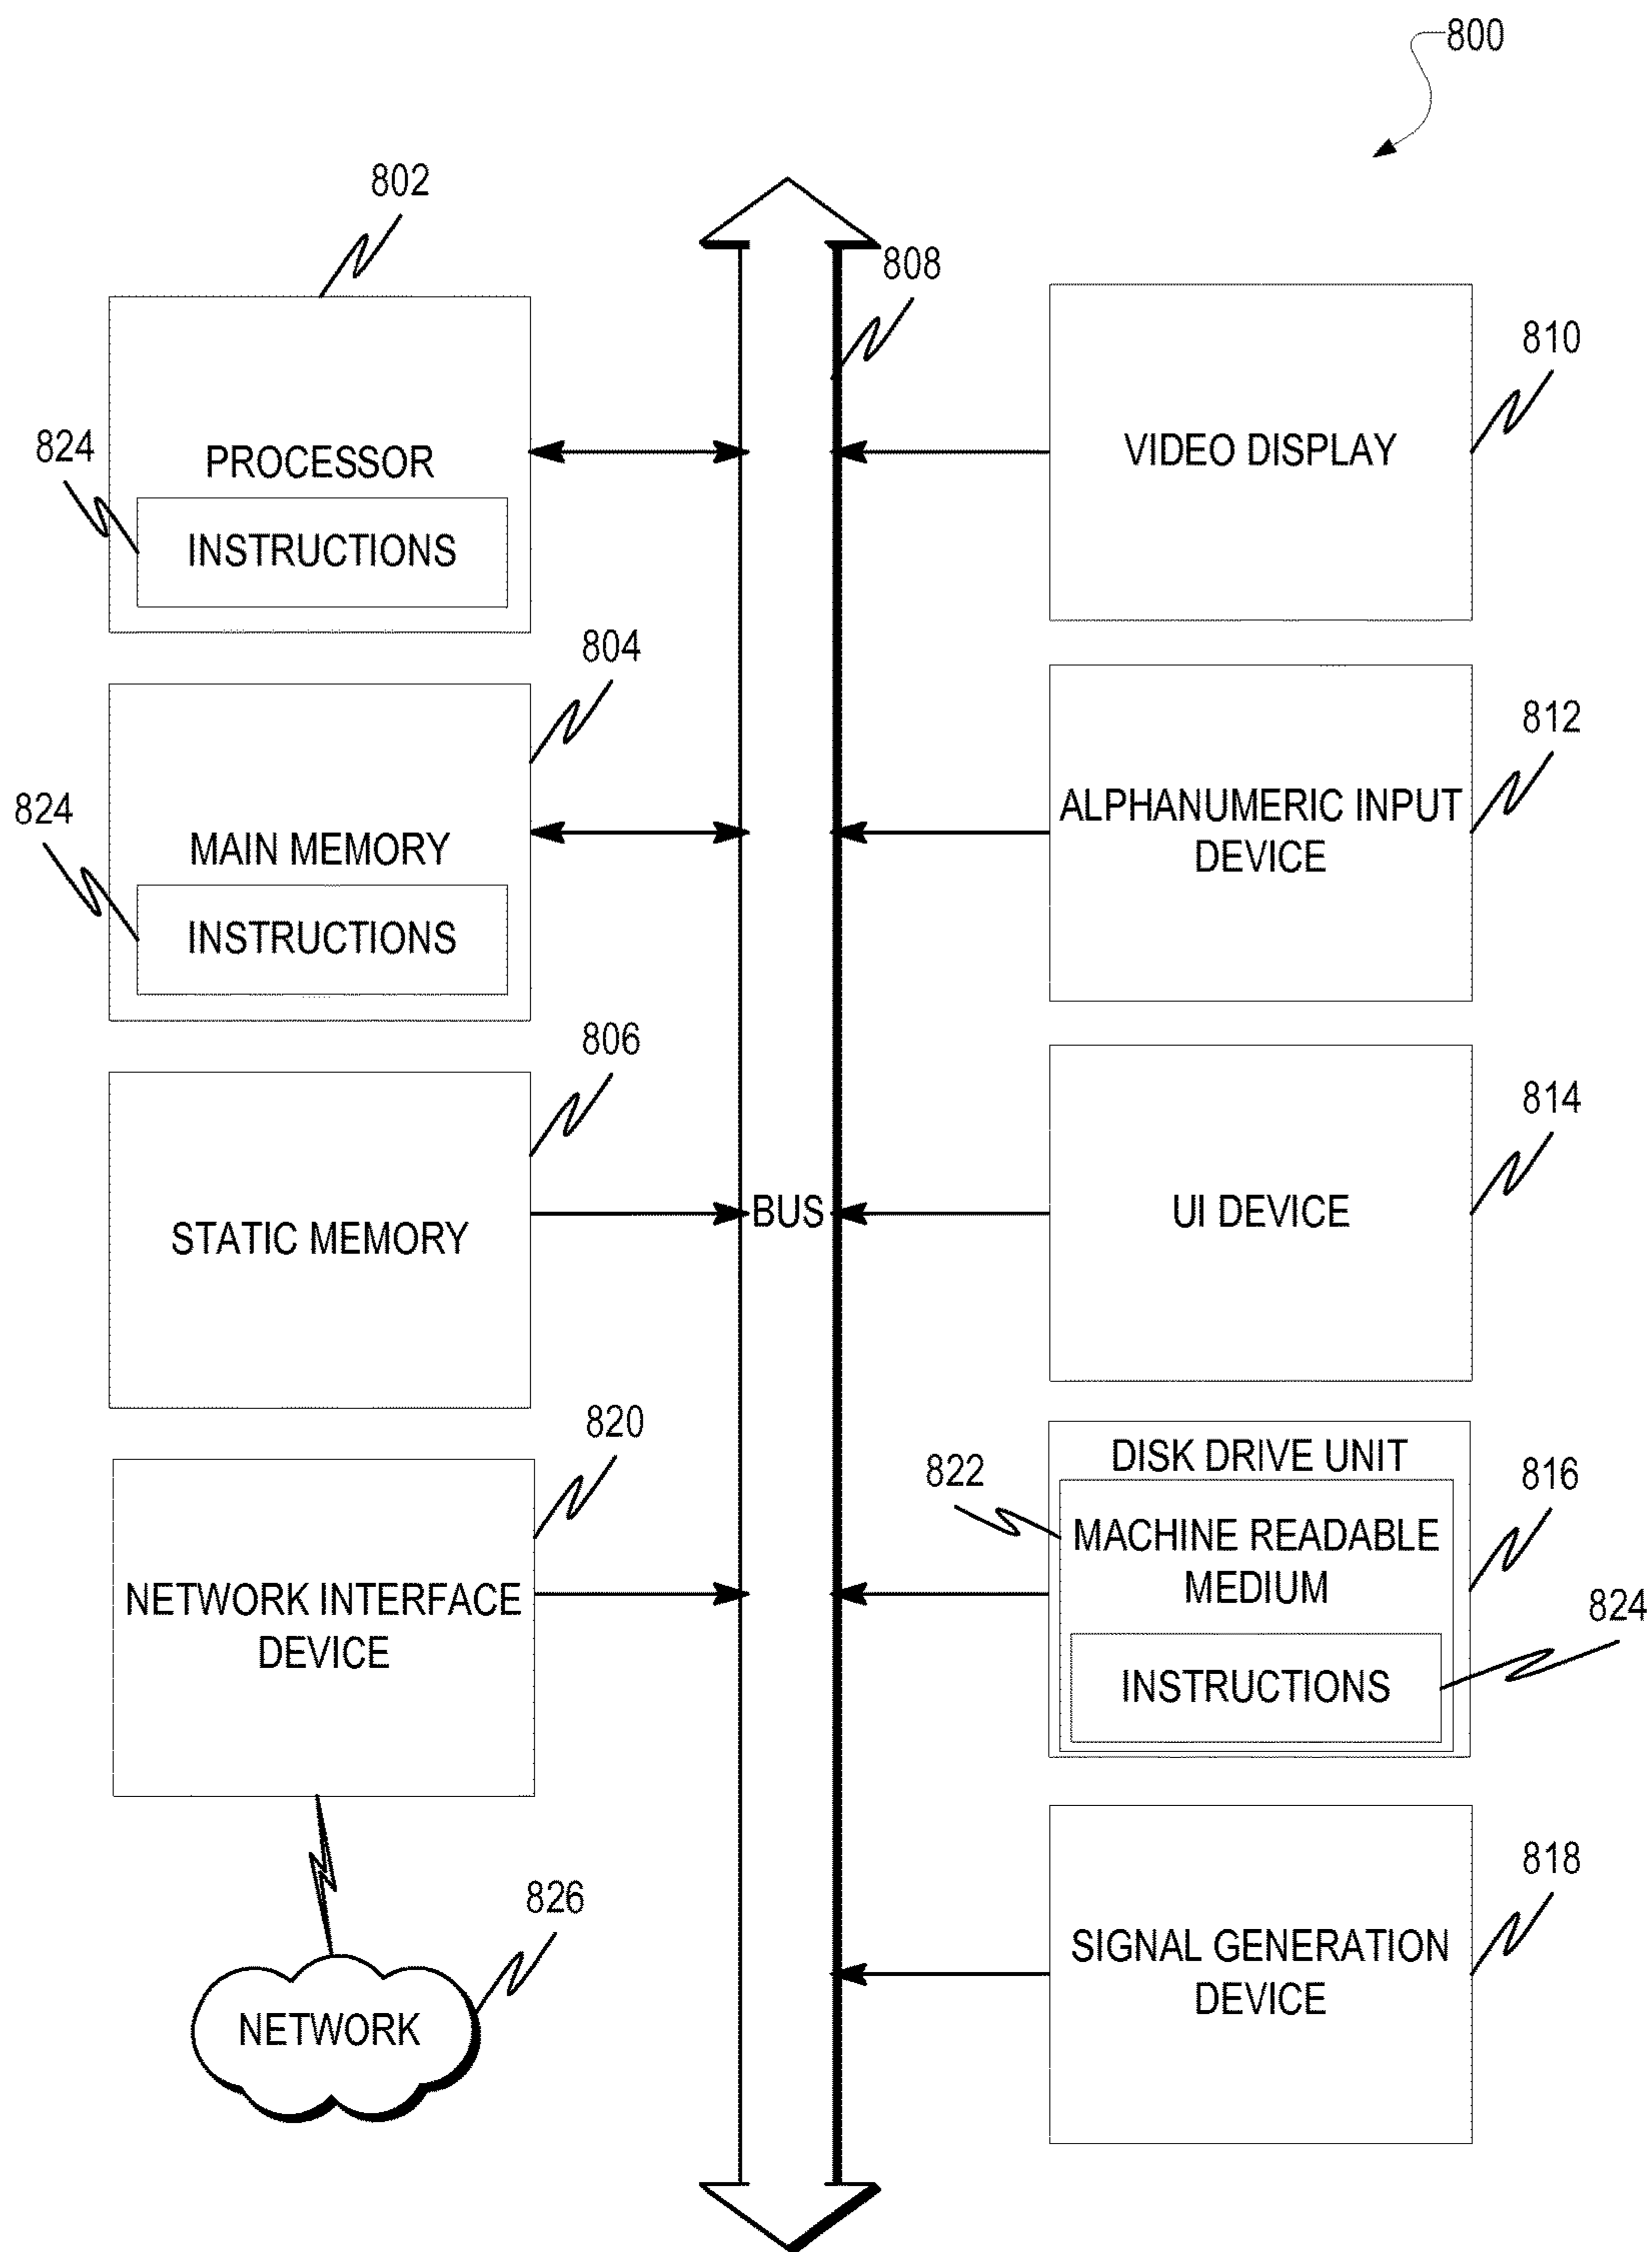 800
802
808
810
824
PROCESSOR
INSTRUCTIONS
VIDEO DISPLAY
804
812
824
MAIN MEMORY
INSTRUCTIONS
ALPHANUMERIC INPUT
DEVICE
806
814
STATIC MEMORY
BUS
UI DEVICE
820
822
DISK DRIVE UNIT
816
MACHINE READABLE
MEDIUM
824
INSTRUCTIONS
NETWORK INTERFACE
DEVICE
826
NETWORK
818
SIGNAL GENERATION
DEVICE